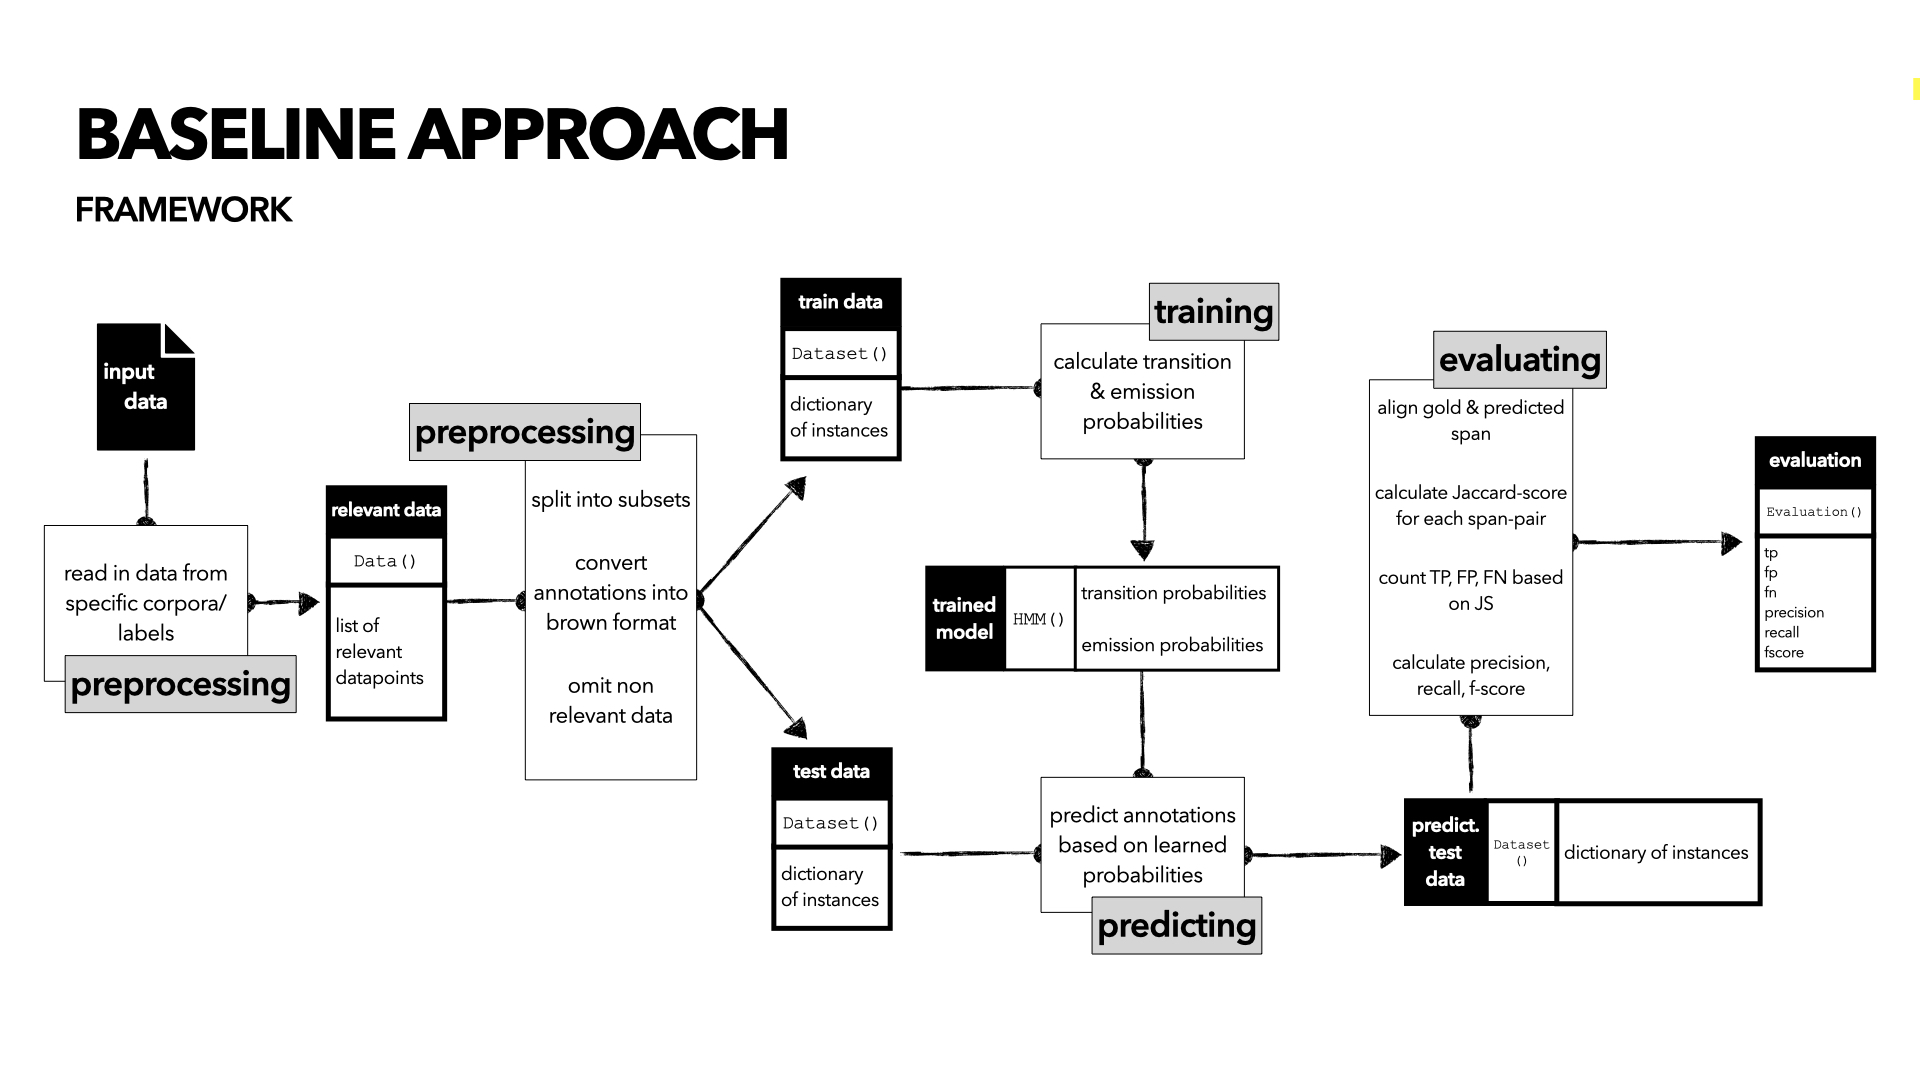 BASELINE APPROACH
FRAMEWORK
input
data
read in data from
specific corpora/
labels
preprocessing
relevant data
Data()
list of
relevant
datapoints
preprocessing
split into subsets
convert
annotations into
brown format
omit non
relevant data
train data
Dataset()
dictionary
of instances
test data
Dataset()
dictionary
of instances
training
calculate transition
& emission
probabilities
trained
model
HMM()
transition probabilities
emission probabilities
predict annotations
based on learned
probabilities
predicting
predict.
test
data
Dataset
()
dictionary of instances
evaluating
align gold & predicted
span
calculate Jaccard-score
for each span-pair
count TP, FP, FN based
on JS
calculate precision,
recall, f-score
evaluation
Evaluation()
tp
fp
fn
precision
recall
fscore